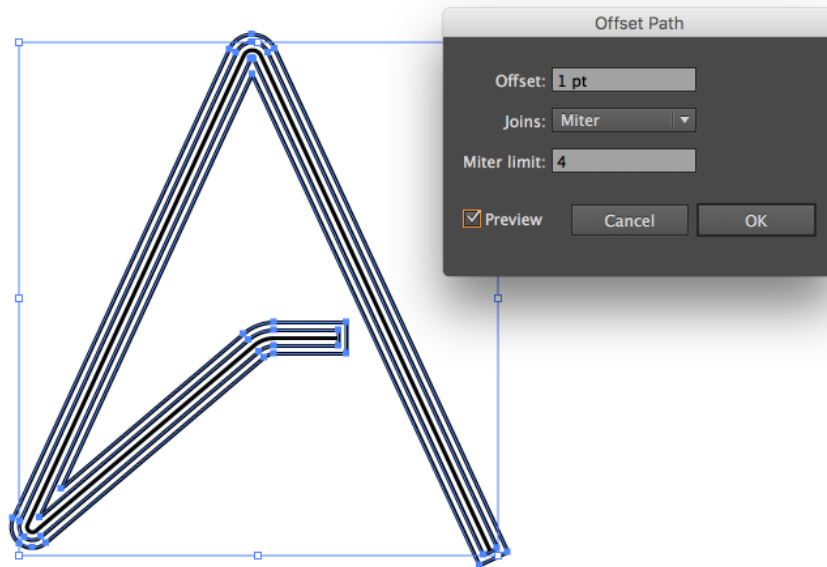 Offset Path
Offset: 1 pt
Joins: Miter
Miter limit: 4
Preview Cancel OK